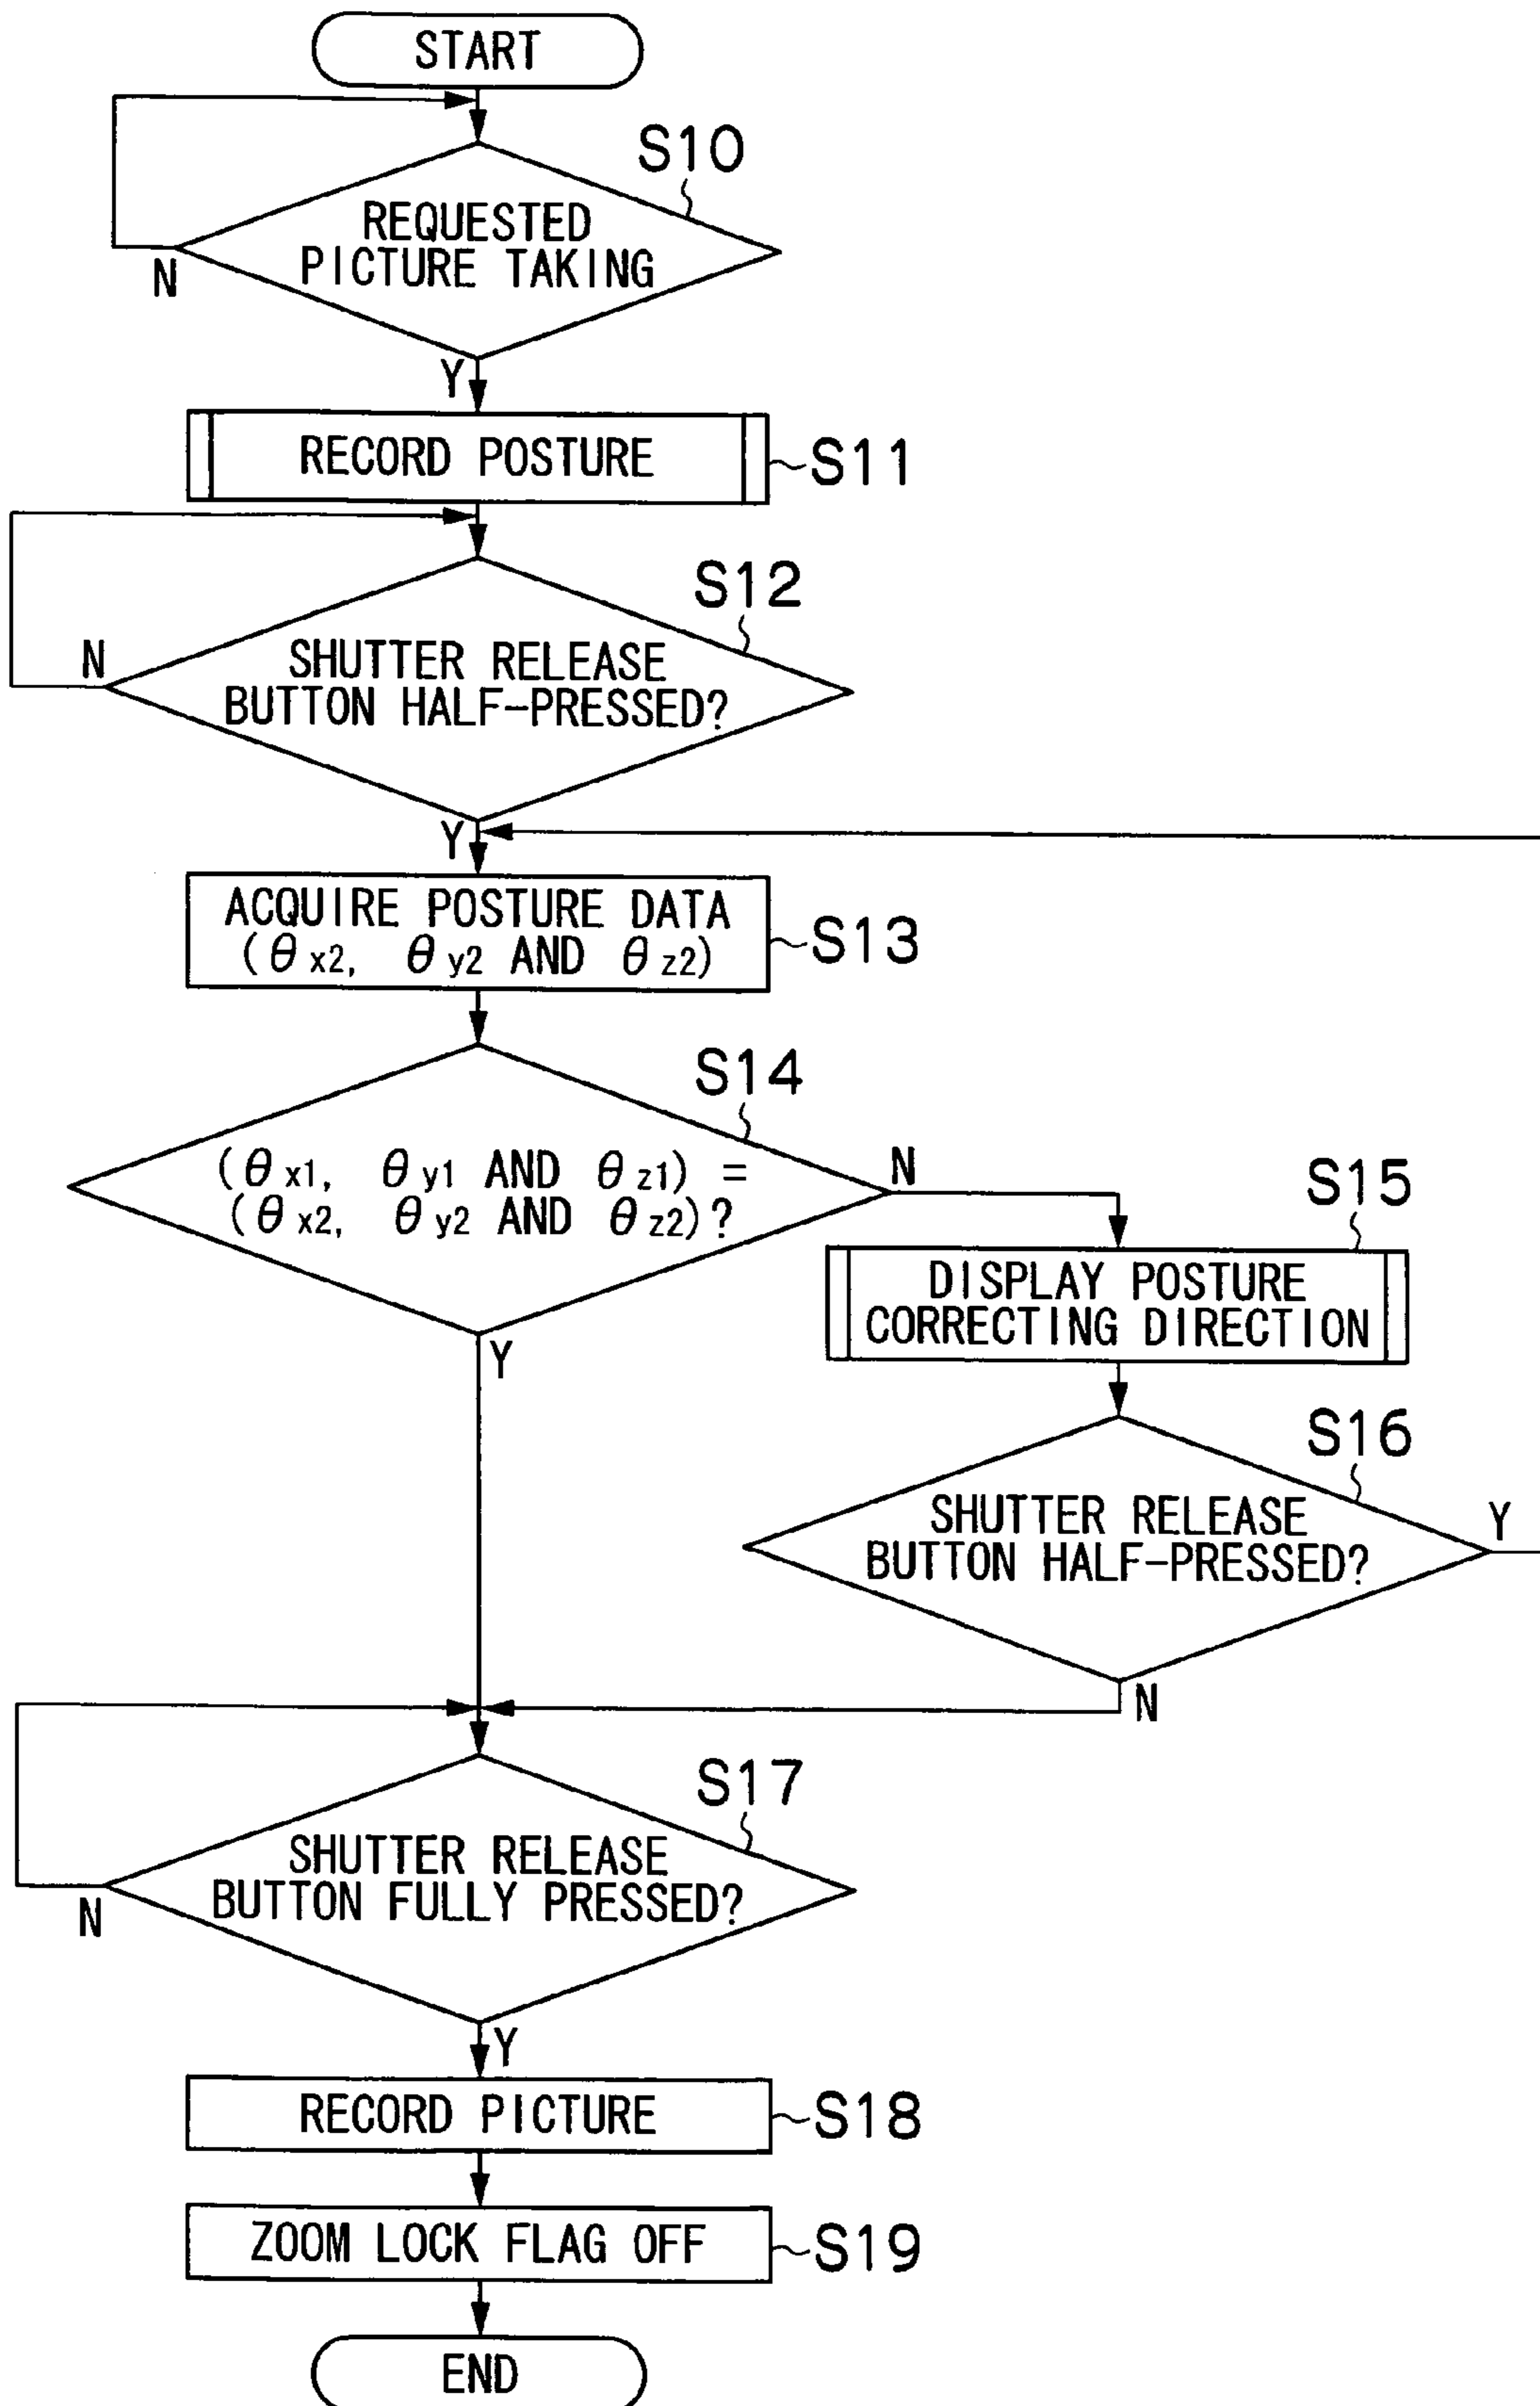 START
S10
REQUESTED
PICTURE TAKING
N
Y
RECORD POSTURE
S11
S12
SHUTTER RELEASE
BUTTON HALF-PRESSED?
N
Y
ACQUIRE POSTURE DATA
(θx2, θy2 AND θz2)
S13
S14
(θx1, θy1 AND θz1) =
(θx2, θy2 AND θz2)?
N
Y
S15
DISPLAY POSTURE
CORRECTING DIRECTION
S16
SHUTTER RELEASE
BUTTON HALF-PRESSED?
Y
N
S17
SHUTTER RELEASE
BUTTON FULLY PRESSED?
N
Y
RECORD PICTURE
S18
ZOOM LOCK FLAG OFF
S19
END